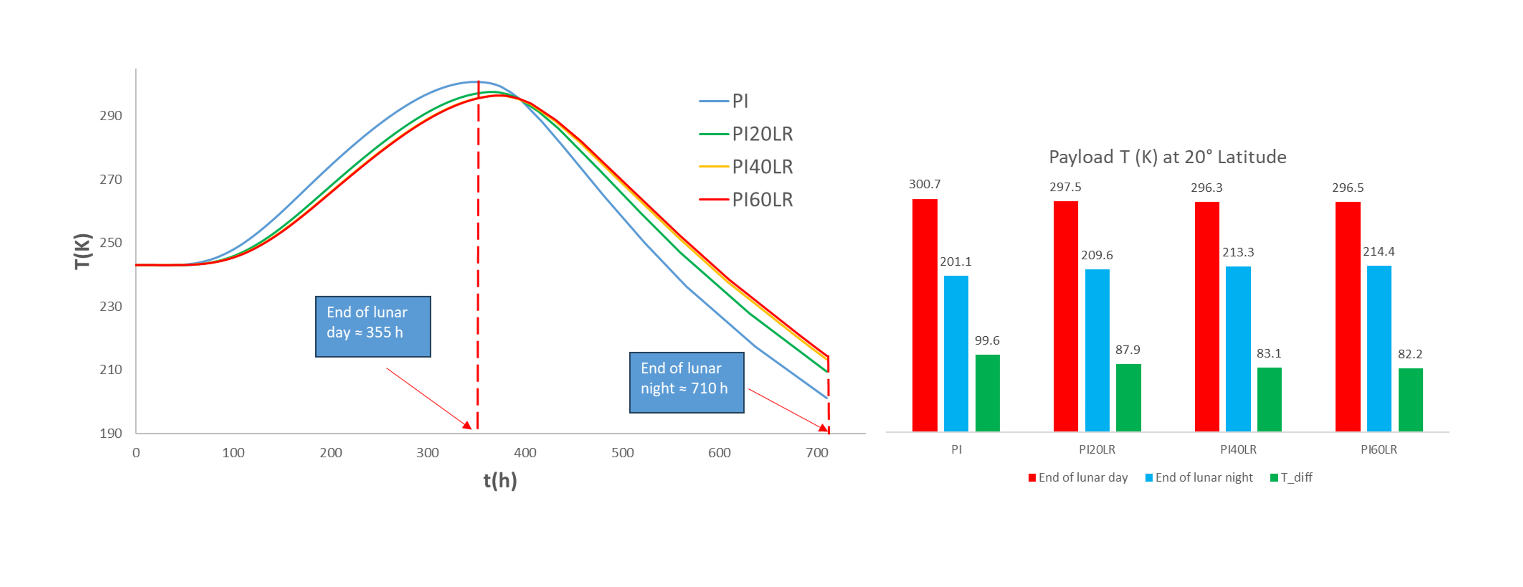 290
270
250
230
210
190
T(K)
0
100
200
300
400
500
600
700
t(h)
PI
PI20LR
PI40LR
PI60LR
End of lunar
day ≈ 355 h
End of lunar
night ≈ 710 h
Payload T (K) at 20° Latitude
300.7
201.1
99.6
297.5
209.6
87.9
296.3
213.3
83.1
296.5
214.4
82.2
PI
PI20LR
PI40LR
PI60LR
End of lunar day
End of lunar night
T_diff